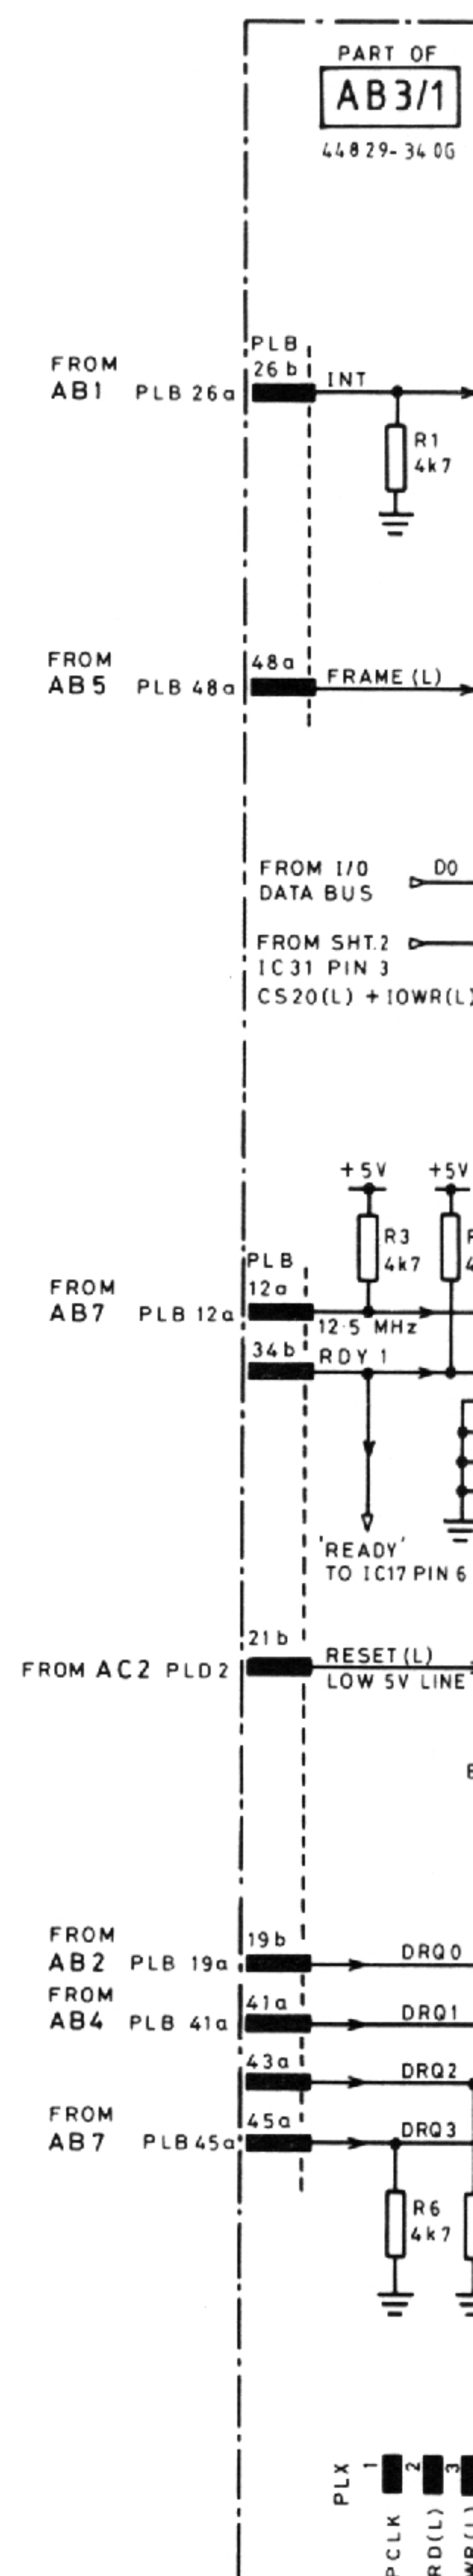 PART OF
AB3/1
44829-340G
PLB
FROM
26b
AB1 PLB 26a
INT
R1
4k7
FROM
48a
AB5 PLB 48a
FRAME (L)
FROM I/O
D0
DATA BUS
FROM SHT.2
IC31 PIN 3
CS20(L) + IOWR(L)
+5V +5V
R3
4k7
PLB
FROM
12a
AB7 PLB 12a
12·5 MHz
34b
RDY 1
'READY'
TO IC17 PIN 6
21b
FROM AC2 PLD2
RESET(L)
LOW 5V LINE
FROM
19b
AB2 PLB 19a
DRQ0
FROM
41a
AB4 PLB 41a
DRQ1
43a
DRQ2
FROM
45a
AB7 PLB45a
DRQ3
R6
4k7
PLX
1 2 3
PCLK
RD(L)
WR(L)